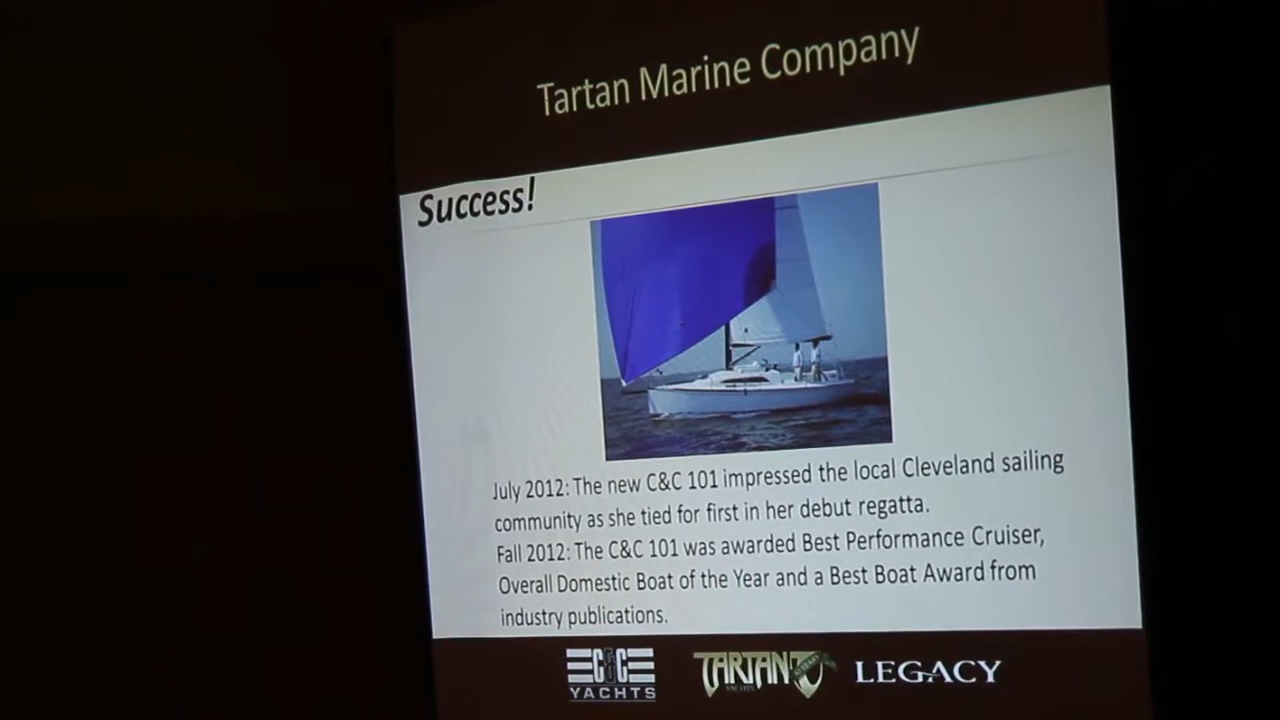 Tartan Marine Company
Success!
July 2012: The new C&C 101 impressed the local Cleveland sailing
community as she tied for first in her debut regatta.
Fall 2012: The C&C 101 was awarded Best Performance Cruiser,
Overall Domestic Boat of the Year and a Best Boat Award from
industry publications.
C&C
YACHTS
TARTAN
YACHTS
LEGACY